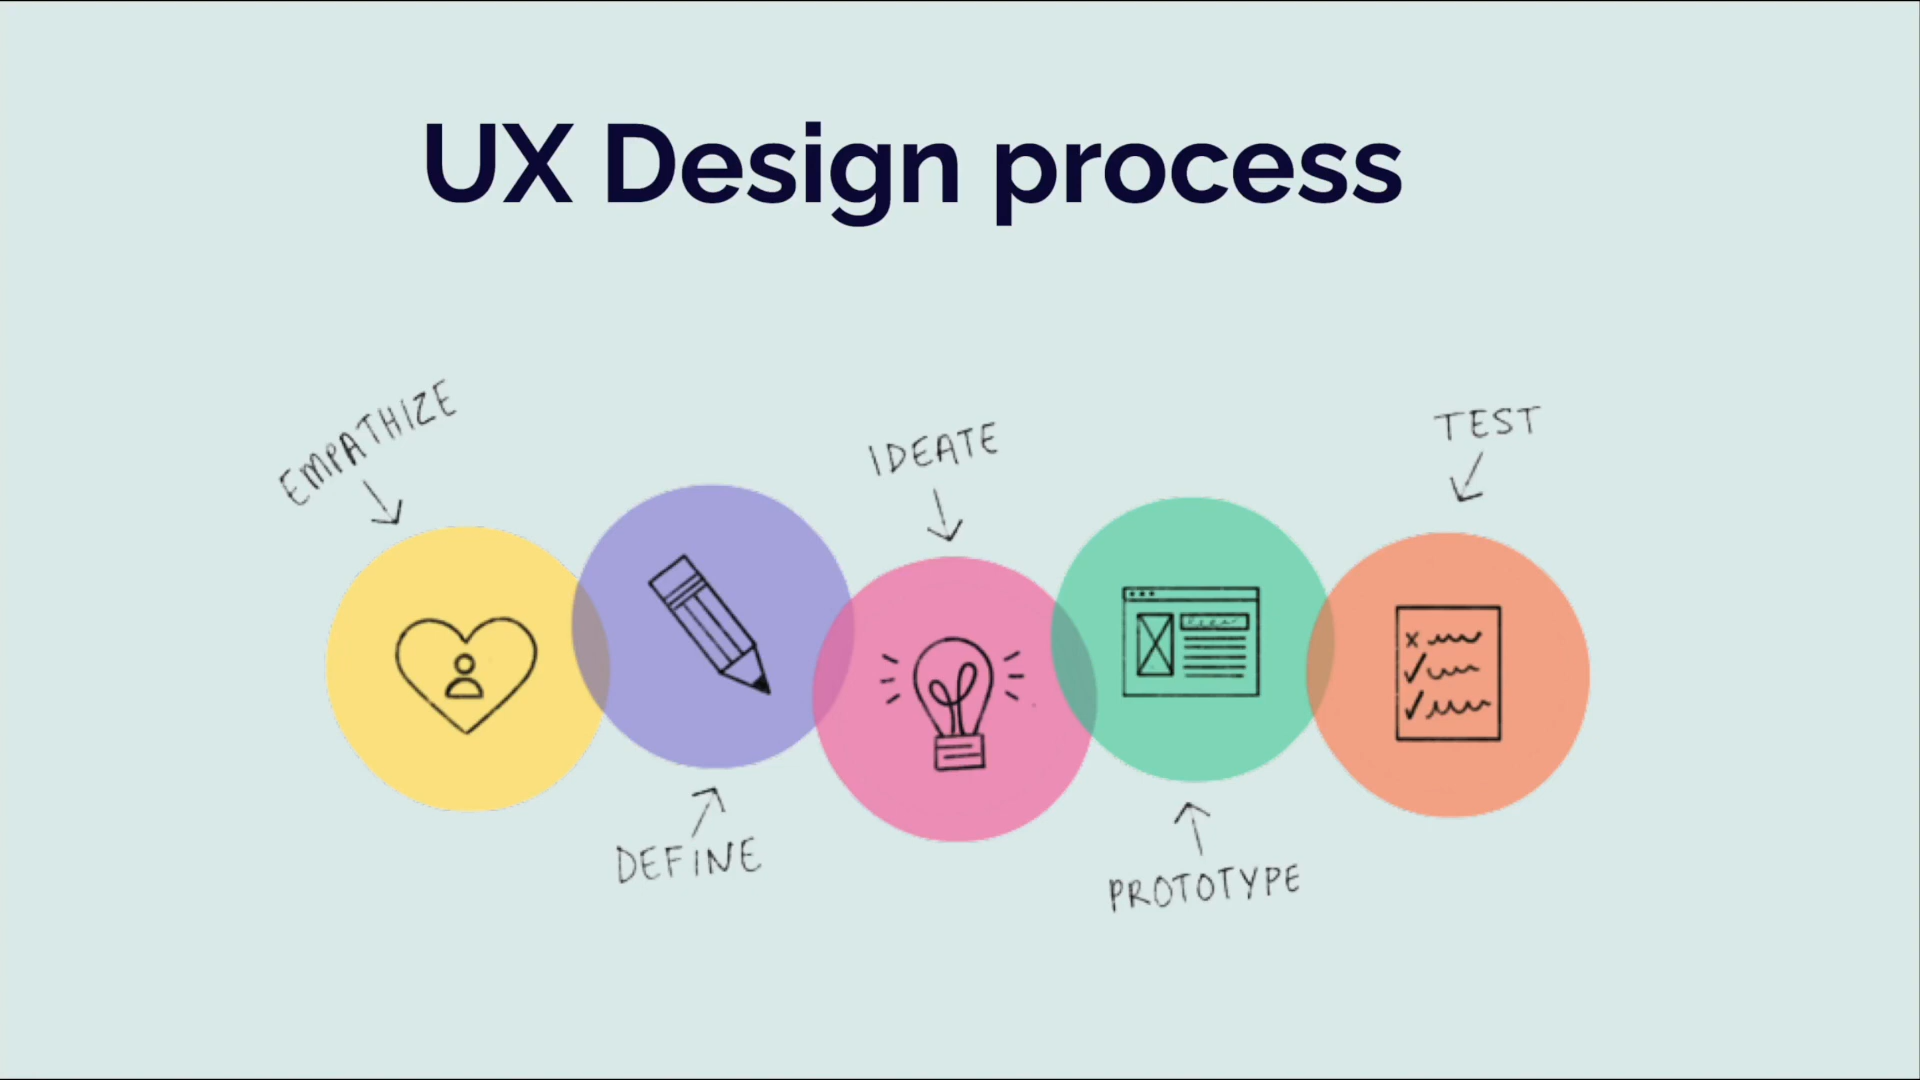 UX Design process
EMPATHIZE
DEFINE
IDEATE
PROTOTYPE
TEST